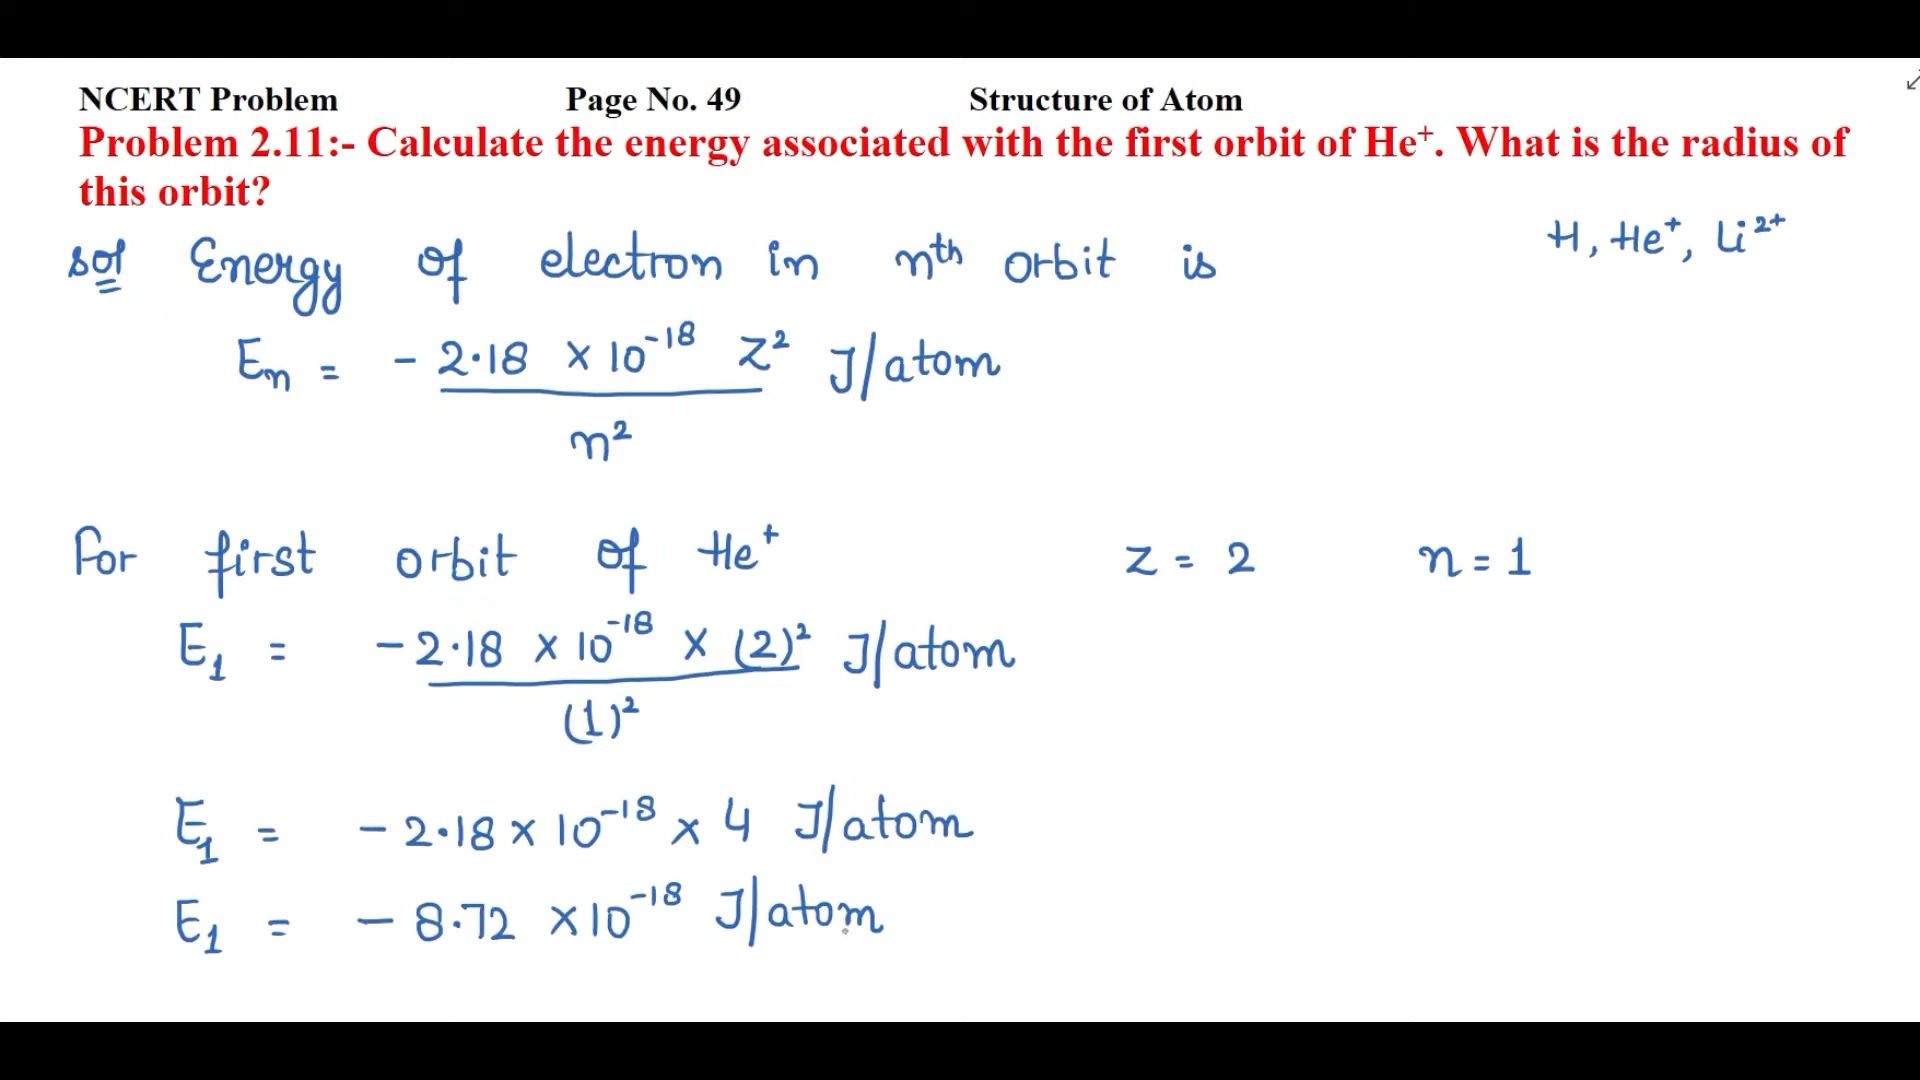 NCERT Problem Page No. 49 Structure of Atom
Problem 2.11:- Calculate the energy associated with the first orbit of He⁺. What is the radius of
this orbit?
H, He⁺, Li²⁺
sol Energy of electron in nth orbit is
Eₙ = - 2.18 × 10⁻¹⁸ Z² J/atom
n²
For first orbit of He⁺ Z = 2 n = 1
E₁ = - 2.18 × 10⁻¹⁸ × (2)² J/atom
(1)²
E₁ = - 2.18 × 10⁻¹⁸ × 4 J/atom
E₁ = - 8.72 × 10⁻¹⁸ J/atom